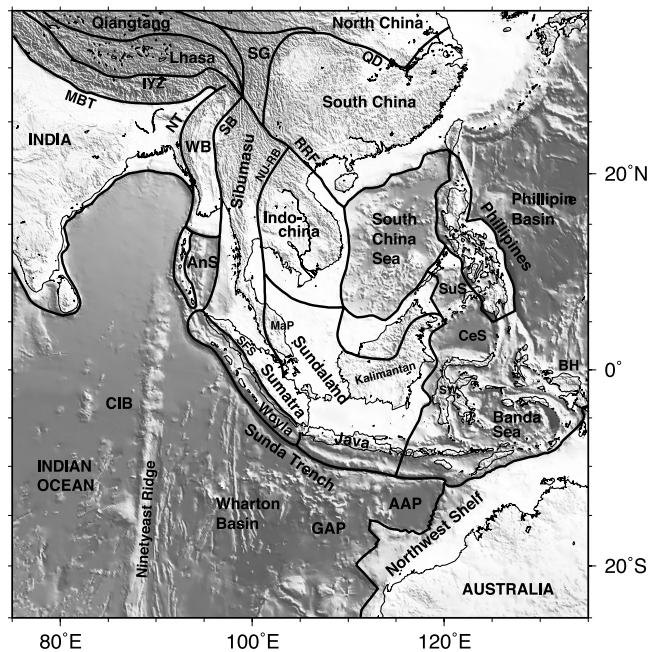 Qiangtang
North China
Lhasa
SG
QD
IYZ
MBT
South China
NT
SB
INDIA
WB
Sibumasu
NU-RB
RRF
20°N
Indo-
china
South
China
Sea
Phillipines
Phillipire
Basin
AnS
SuS
MaP
CeS
SFS
Sumatra
Sundaland
Kalimantan
BH
0°
CIB
Woyla
Banda
Sea
Java
Sunda Trench
INDIAN
OCEAN
Ninetyeast Ridge
Wharton
Basin
GAP
AAP
Northwest Shelf
20°S
AUSTRALIA
80°E
100°E
120°E